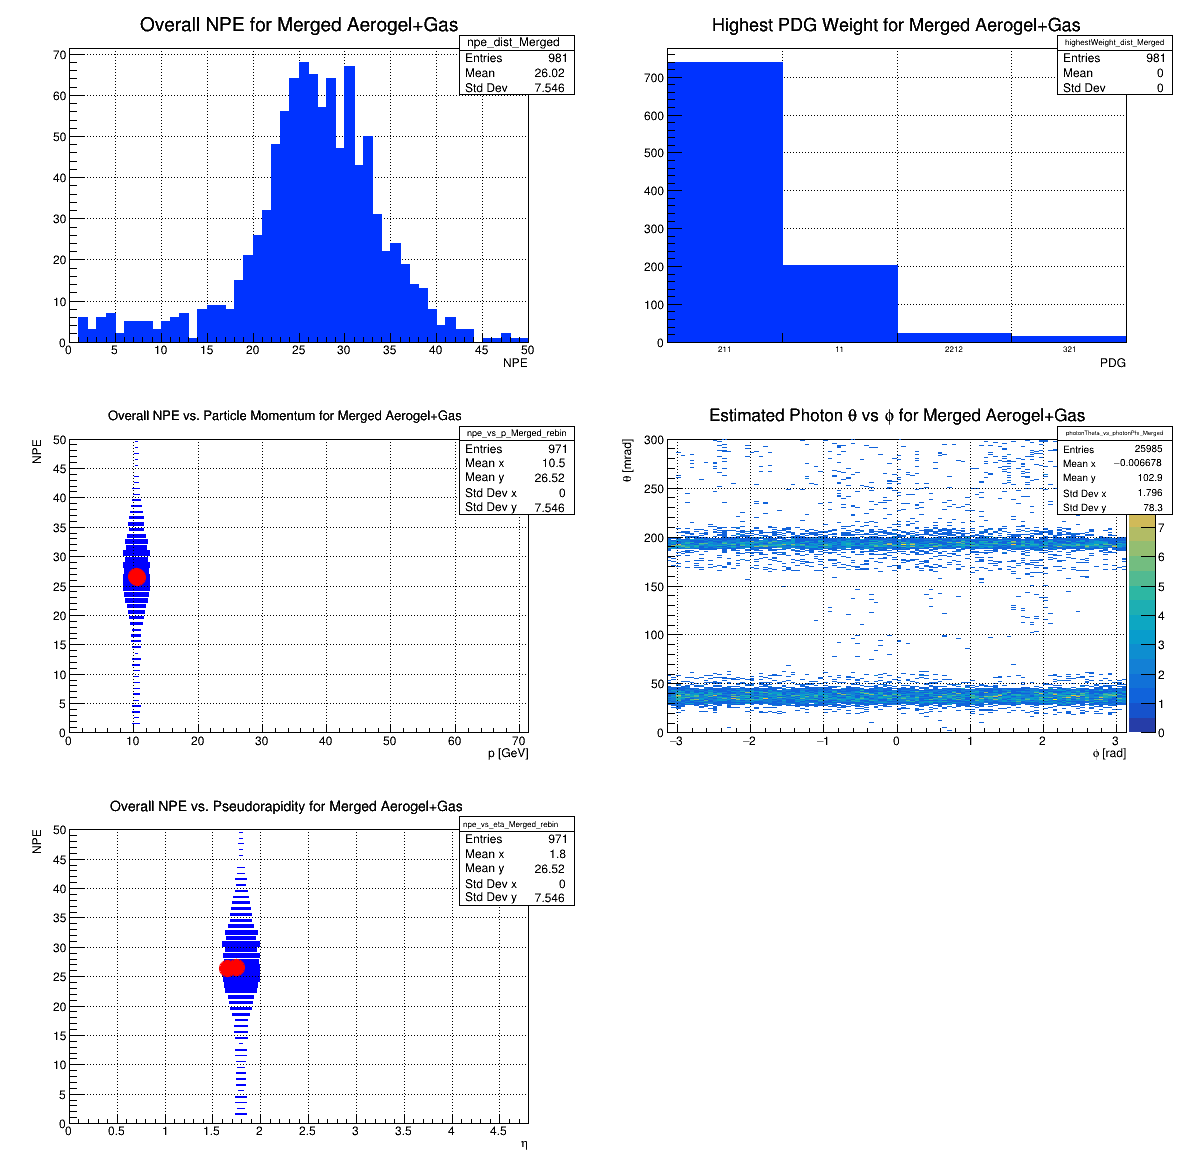 Overall NPE for Merged Aerogel+Gas
npe_dist_Merged
Entries 981
Mean 26.02
Std Dev 7.546
70
60
50
40
30
20
10
0
0 5 10 15 20 25 30 35 40 45 50
NPE
Highest PDG Weight for Merged Aerogel+Gas
highestWeight_dist_Merged
Entries 981
Mean 0
Std Dev 0
700
600
500
400
300
200
100
0
211 11 2212 321
PDG
Overall NPE vs. Particle Momentum for Merged Aerogel+Gas
npe_vs_p_Merged_rebin
Entries 971
Mean x 10.5
Mean y 26.52
Std Dev x 0
Std Dev y 7.546
NPE
50
45
40
35
30
25
20
15
10
5
0
0 10 20 30 40 50 60 70
p [GeV]
Estimated Photon θ vs ϕ for Merged Aerogel+Gas
photonTheta_vs_photonPhi_Merged
Entries 25985
Mean x −0.006678
Mean y 102.9
Std Dev x 1.796
Std Dev y 78.3
θ [mrad]
300
250
200
150
100
50
0
−3 −2 −1 0 1 2 3
ϕ [rad]
7
6
5
4
3
2
1
0
Overall NPE vs. Pseudorapidity for Merged Aerogel+Gas
npe_vs_eta_Merged_rebin
Entries 971
Mean x 1.8
Mean y 26.52
Std Dev x 0
Std Dev y 7.546
NPE
50
45
40
35
30
25
20
15
10
5
0
0 0.5 1 1.5 2 2.5 3 3.5 4 4.5
η